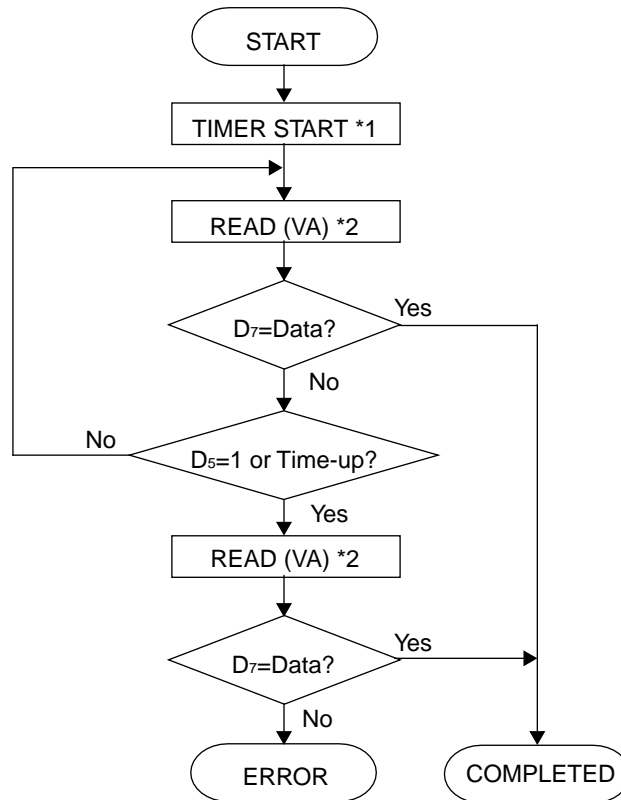 START
TIMER START *1
READ (VA) *2
D₇=Data?
Yes
No
No
D₅=1 or Time-up?
Yes
READ (VA) *2
D₇=Data?
Yes
No
ERROR
COMPLETED